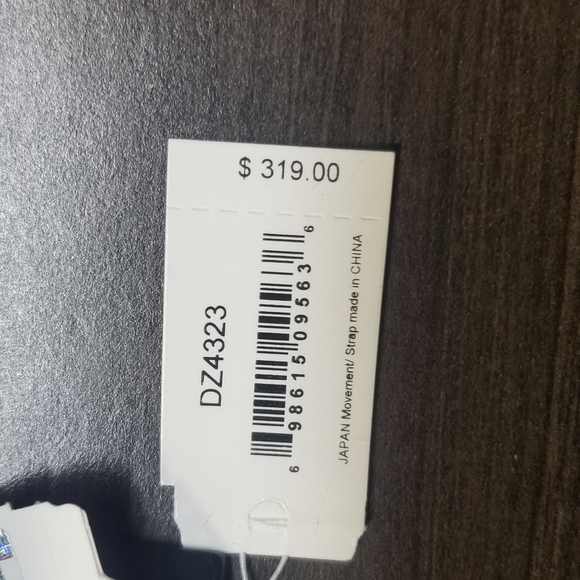 $ 319.00
DZ4323
6 98615 09563 6
JAPAN Movement/ Strap made in CHINA